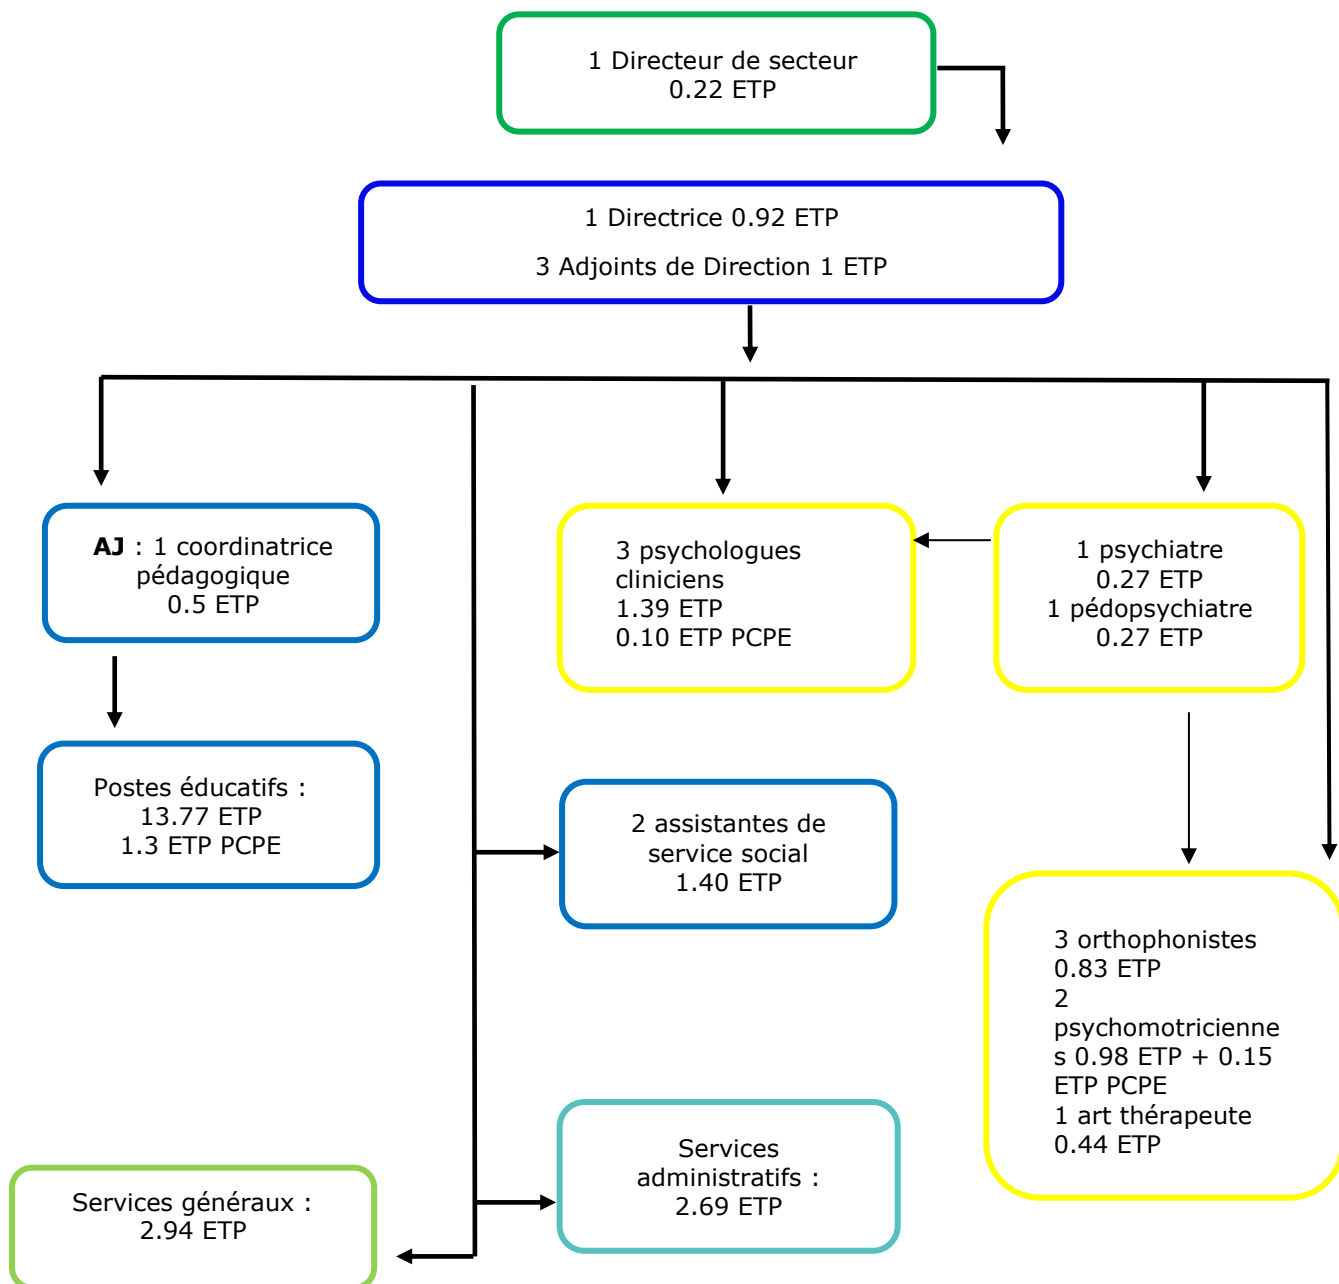 1 Directeur de secteur
0.22 ETP
1 Directrice 0.92 ETP
3 Adjoints de Direction 1 ETP
AJ : 1 coordinatrice
pédagogique
0.5 ETP
3 psychologues
cliniciens
1.39 ETP
0.10 ETP PCPE
1 psychiatre
0.27 ETP
1 pédopsychiatre
0.27 ETP
Postes éducatifs :
13.77 ETP
1.3 ETP PCPE
2 assistantes de
service social
1.40 ETP
3 orthophonistes
0.83 ETP
2
psychomotricienne
s 0.98 ETP + 0.15
ETP PCPE
1 art thérapeute
0.44 ETP
Services
administratifs :
2.69 ETP
Services généraux :
2.94 ETP